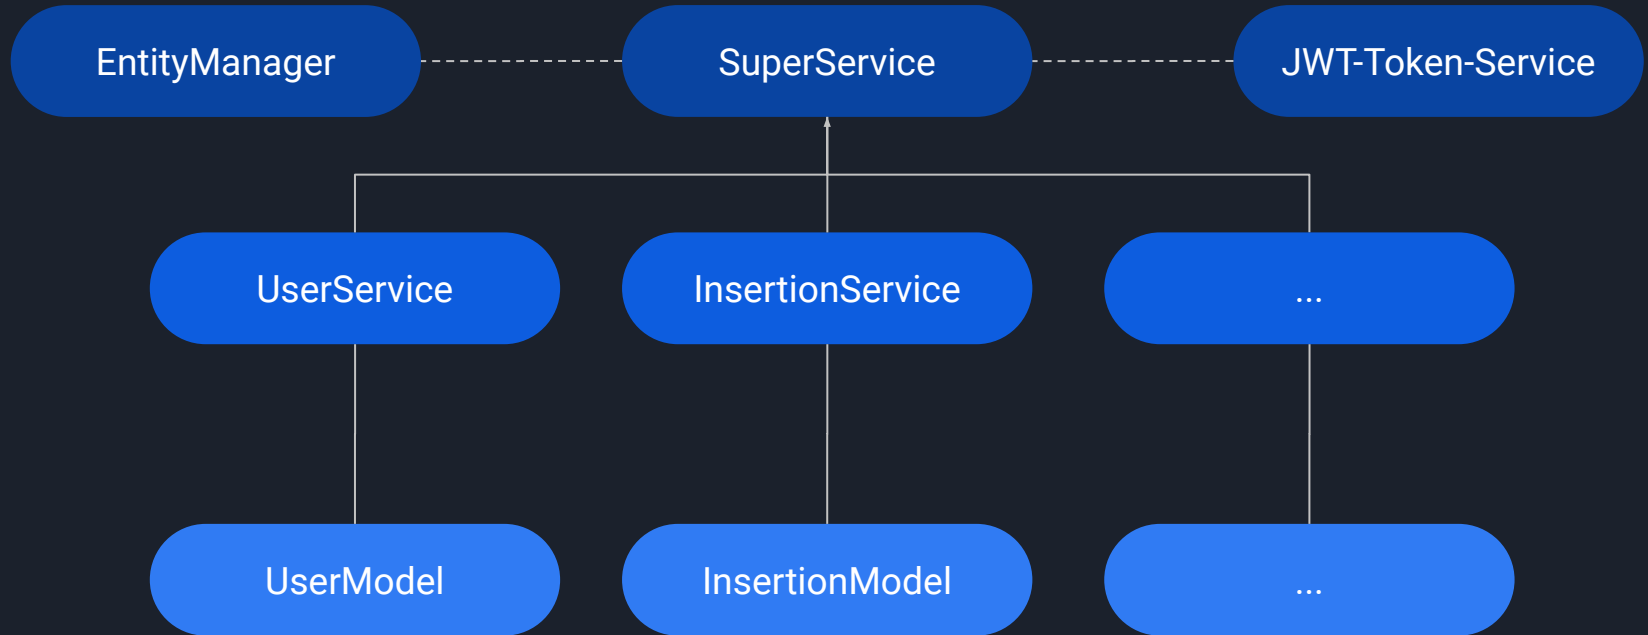 EntityManager
SuperService
JWT-Token-Service
UserService
InsertionService
...
UserModel
InsertionModel
...